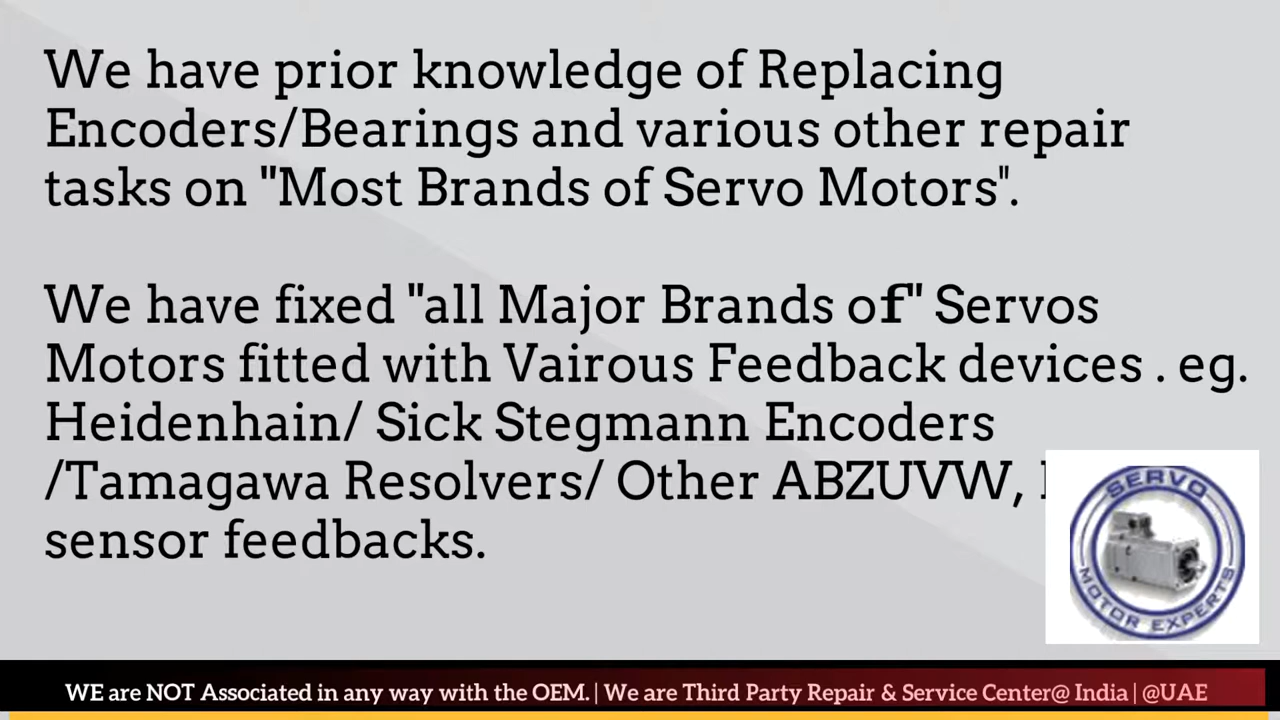 We have prior knowledge of Replacing
Encoders/Bearings and various other repair
tasks on "Most Brands of Servo Motors".
We have fixed "all Major Brands of" Servos
Motors fitted with Vairous Feedback devices . eg.
Heidenhain/ Sick Stegmann Encoders
/Tamagawa Resolvers/ Other ABZUVW,
sensor feedbacks.
SERVO
MOTOR EXPERTS
WE are NOT Associated in any way with the OEM. | We are Third Party Repair & Service Center@ India | @UAE